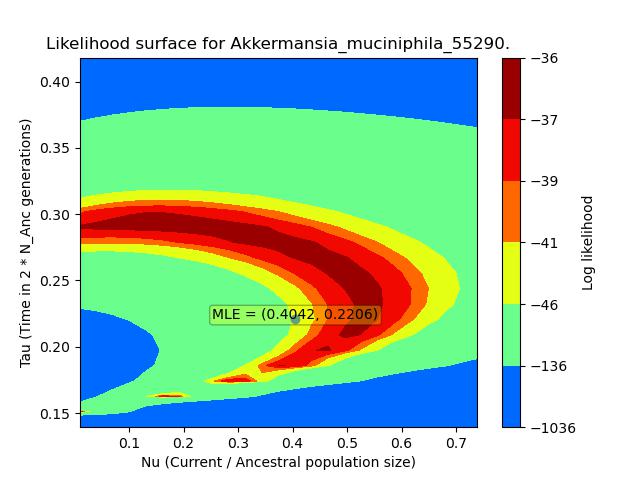 Likelihood surface for Akkermansia_muciniphila_55290.
0.40
0.35
0.30
0.25
0.20
0.15
Tau (Time in 2 * N_Anc generations)
MLE = (0.4042, 0.2206)
0.1 0.2 0.3 0.4 0.5 0.6 0.7
Nu (Current / Ancestral population size)
−36
−37
−39
−41
−46
−136
−1036
Log likelihood